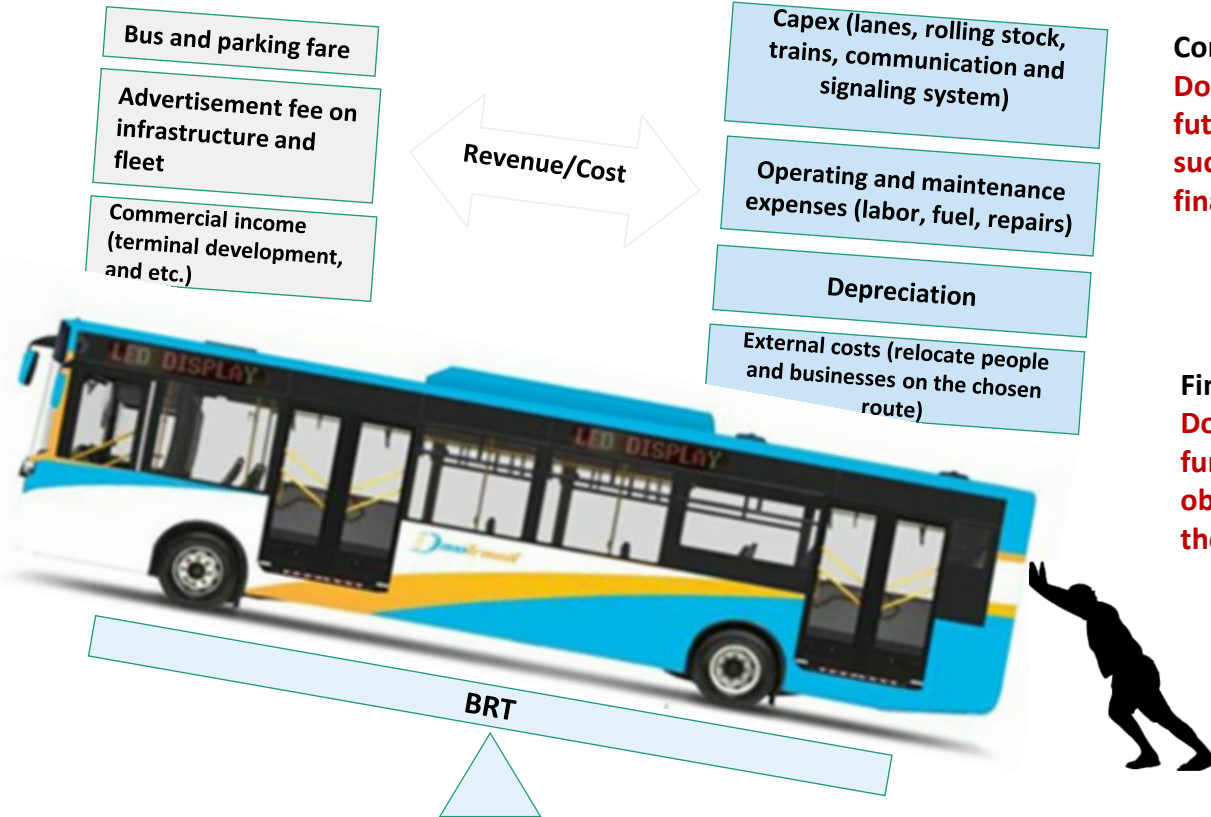 Bus and parking fare
Advertisement fee on
infrastructure and
fleet
Commercial income
(terminal development,
and etc.)
Revenue/Cost
Capex (lanes, rolling stock,
trains, communication and
signaling system)
Operating and maintenance
expenses (labor, fuel, repairs)
Depreciation
External costs (relocate people
and businesses on the chosen
route)
LED DISPLAY
LED DISPLAY
BRT